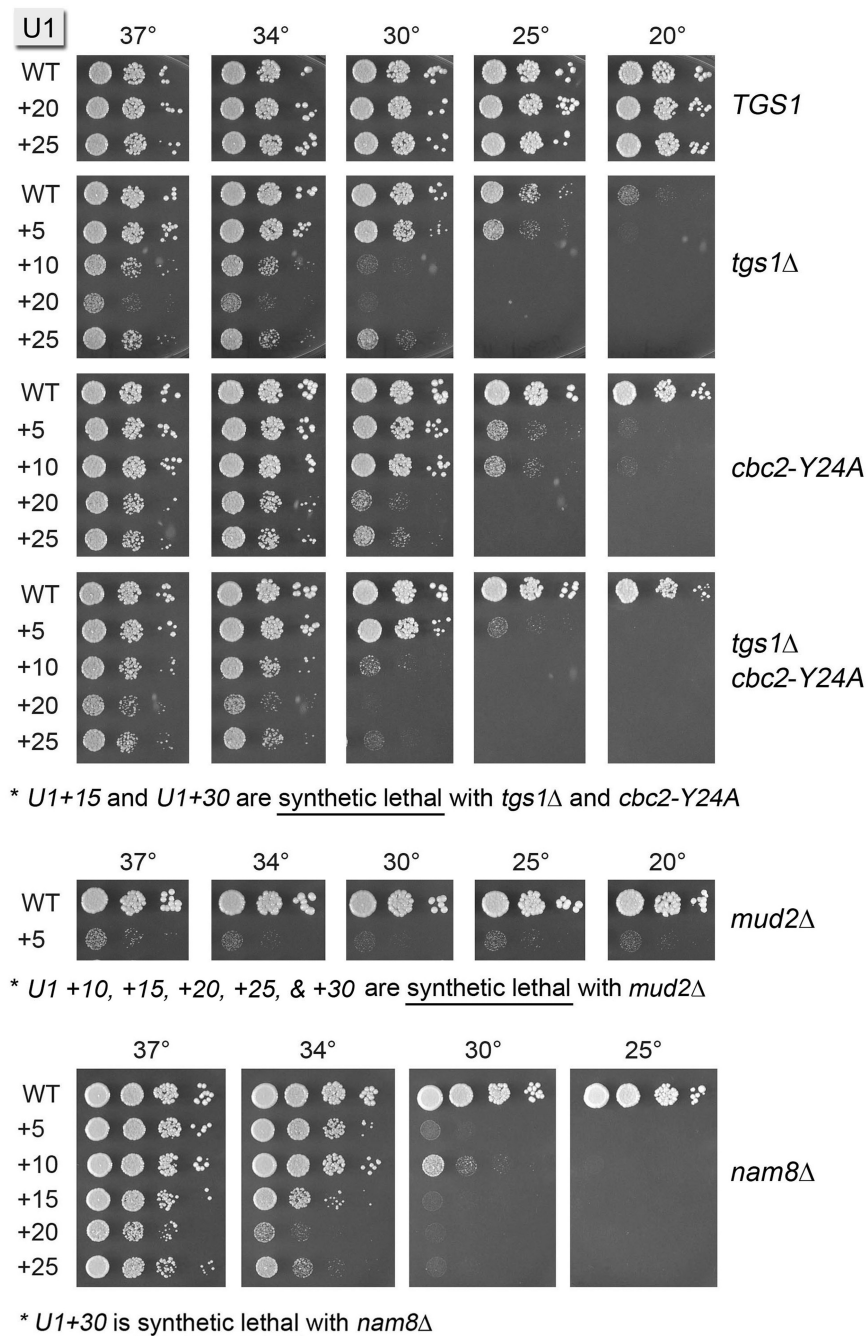 U1
37° 34° 30° 25° 20°
WT
+20
+25
TGS1
WT
+5
+10
+20
+25
tgs1Δ
WT
+5
+10
+20
+25
cbc2-Y24A
WT
+5
+10
+20
+25
tgs1Δ
cbc2-Y24A
* U1+15 and U1+30 are synthetic lethal with tgs1Δ and cbc2-Y24A
37° 34° 30° 25° 20°
WT
+5
mud2Δ
* U1 +10, +15, +20, +25, & +30 are synthetic lethal with mud2Δ
37° 34° 30° 25°
WT
+5
+10
+15
+20
+25
nam8Δ
* U1+30 is synthetic lethal with nam8Δ